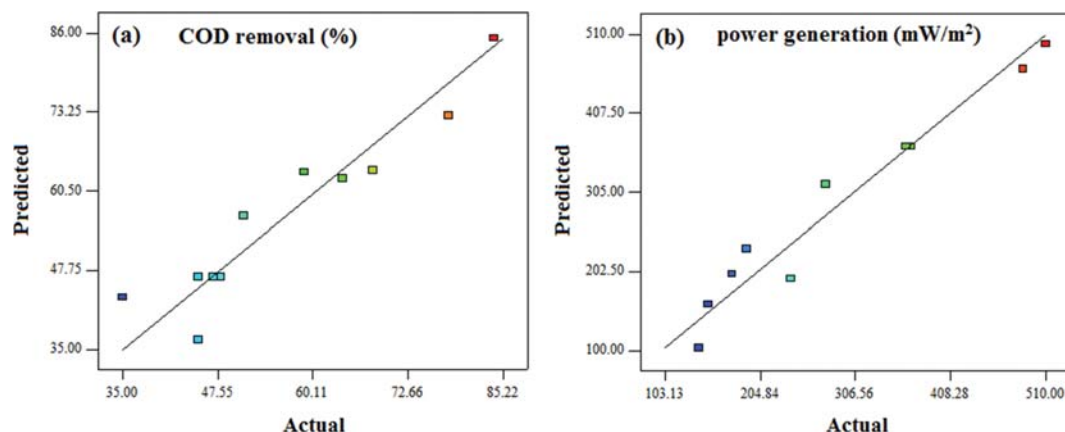 (a) COD removal (%)
86.00
73.25
60.50
47.75
35.00
Predicted
35.00 47.55 60.11 72.66 85.22
Actual
(b) power generation (mW/m²)
510.00
407.50
305.00
202.50
100.00
Predicted
103.13 204.84 306.56 408.28 510.00
Actual